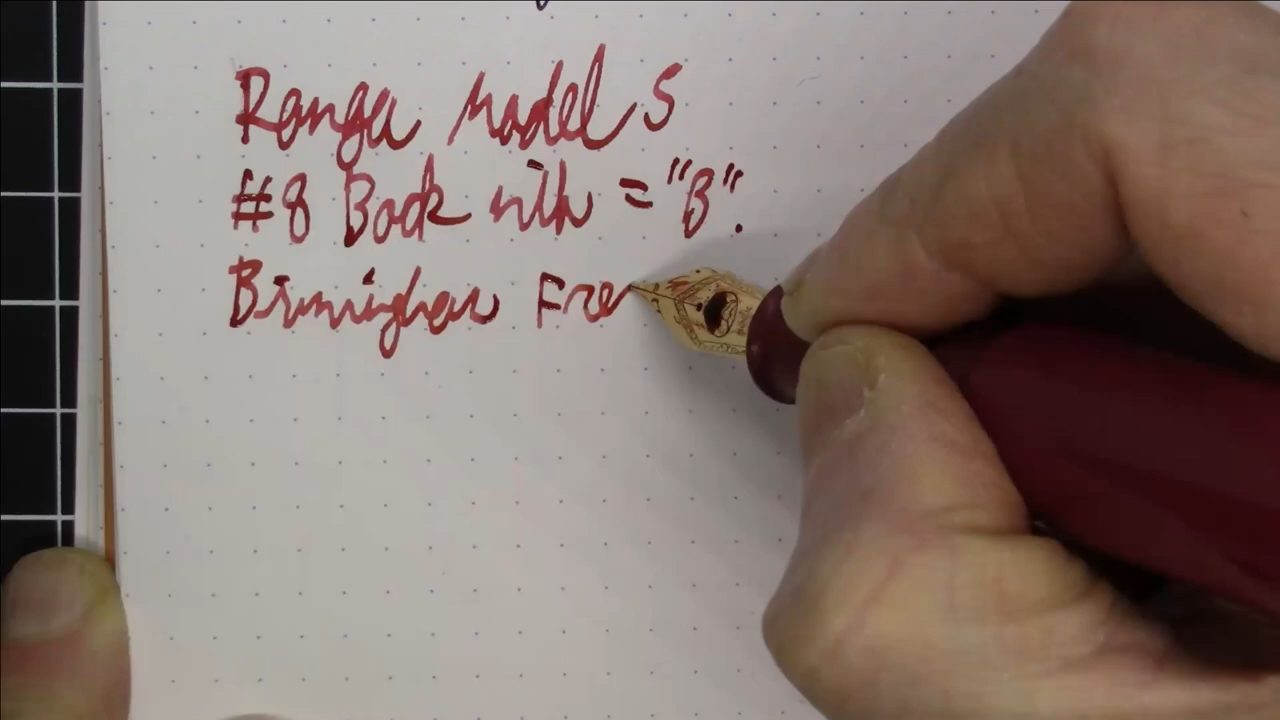 Ranga Model 5
#8 Bock nib = "B".
Birmingham Fre